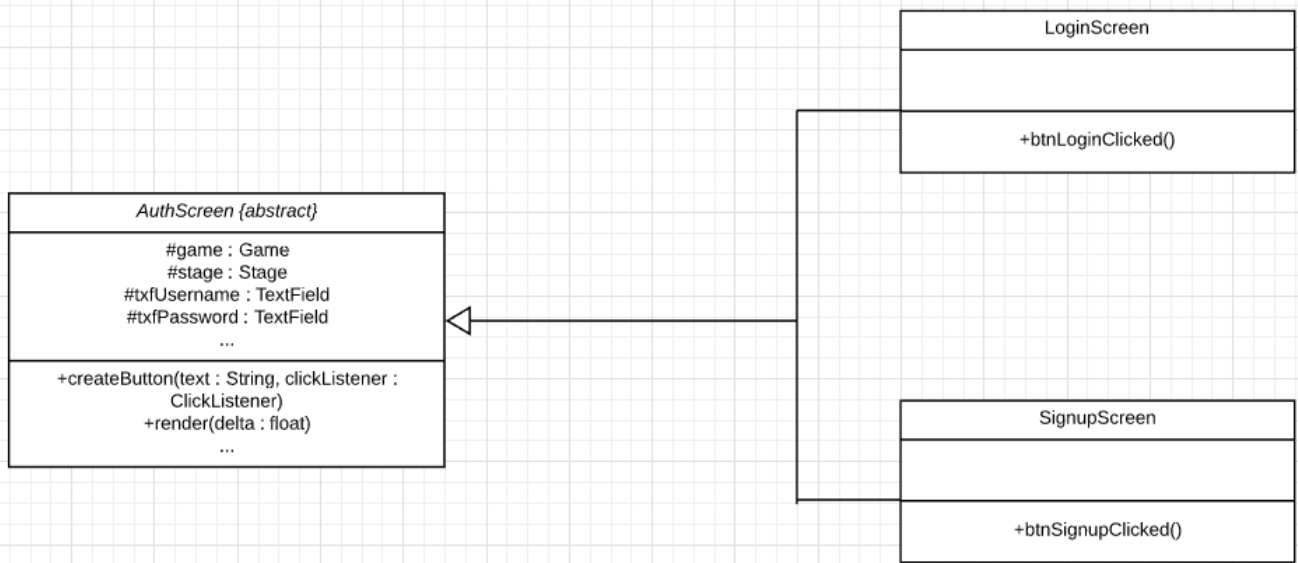 LoginScreen
+btnLoginClicked()
AuthScreen {abstract}
#game : Game
#stage : Stage
#txfUsername : TextField
#txfPassword : TextField
...
+createButton(text : String, clickListener :
ClickListener)
+render(delta : float)
...
SignupScreen
+btnSignupClicked()